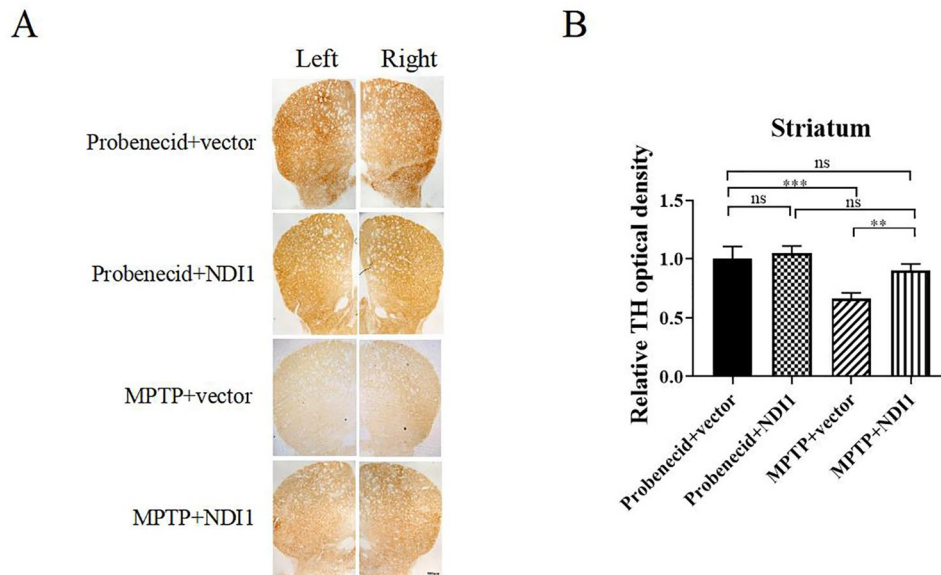 A
Left Right
Probenecid+vector
Probenecid+NDI1
MPTP+vector
MPTP+NDI1
B
Striatum
Relative TH optical density
ns
***
ns
ns
**
1.5
1.0
0.5
0.0
Probenecid+vector
Probenecid+NDI1
MPTP+vector
MPTP+NDI1